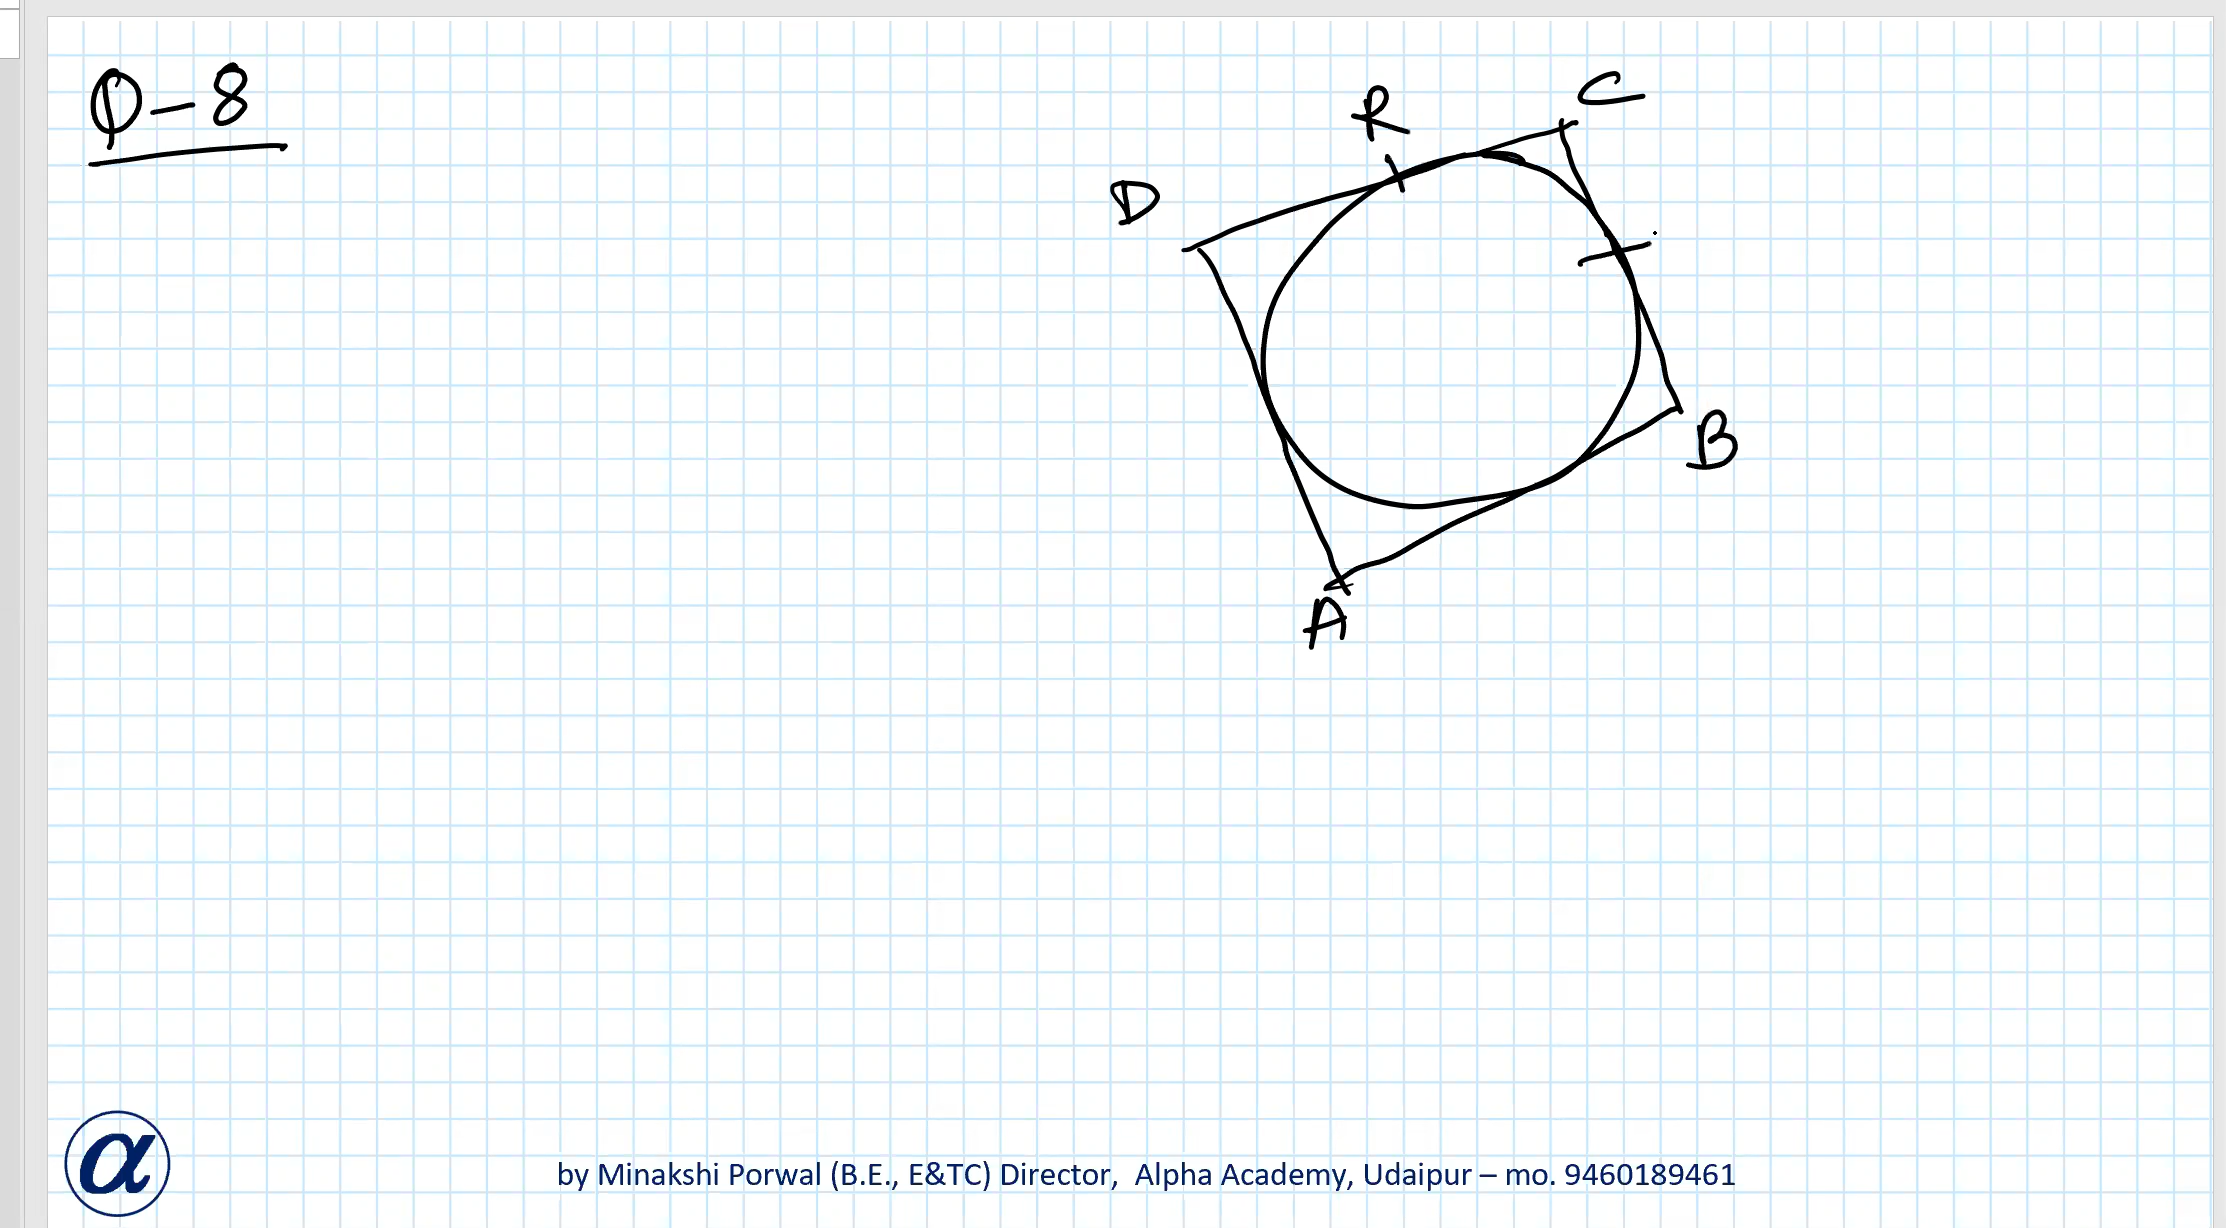 Q-8
R
C
D
B
A
α
by Minakshi Porwal (B.E., E&TC) Director, Alpha Academy, Udaipur – mo. 9460189461